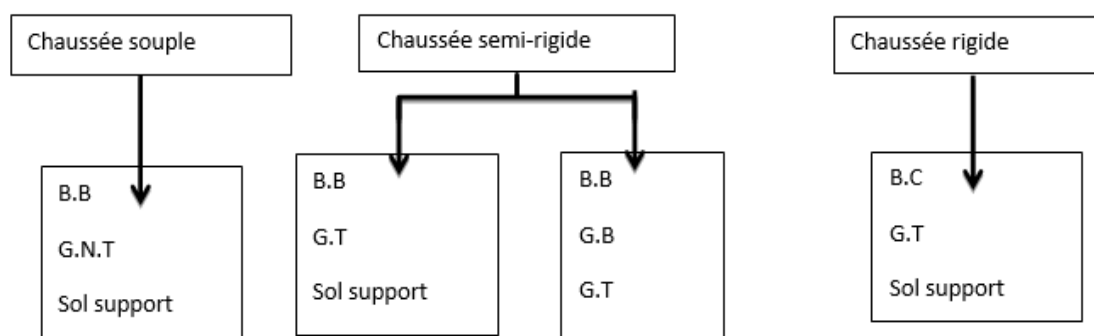 Chaussée souple
Chaussée semi-rigide
Chaussée rigide
B.B
G.N.T
Sol support
B.B
G.T
Sol support
B.B
G.B
G.T
B.C
G.T
Sol support